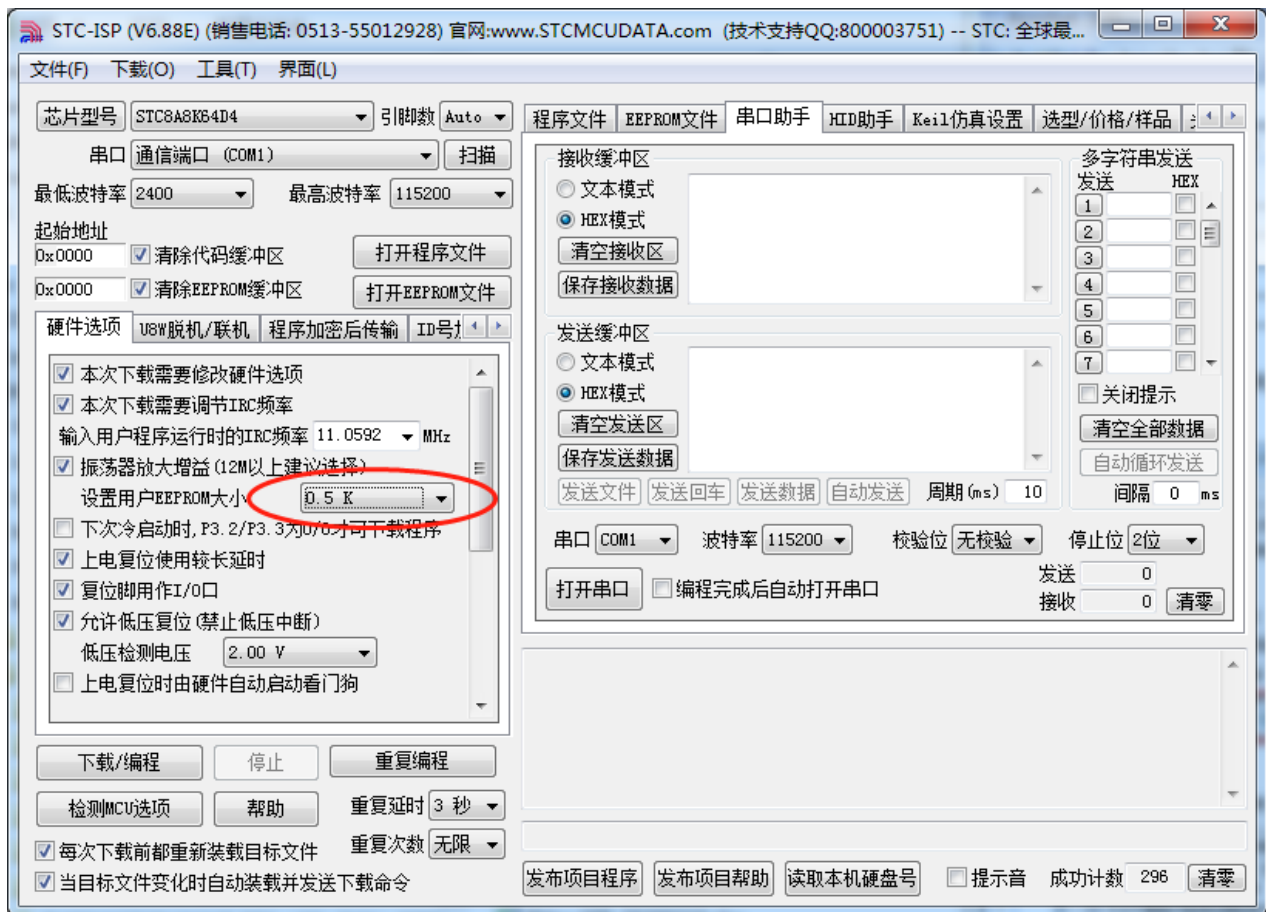 STC-ISP (V6.88E) (销售电话: 0513-55012928) 官网:www.STCMCUDATA.com (技术支持QQ:800003751) -- STC: 全球最...
文件(F) 下载(O) 工具(T) 界面(L)
芯片型号 STC8A8K64D4 引脚数 Auto
串口 通信端口 (COM1) 扫描
最低波特率 2400 最高波特率 115200
起始地址
0x0000 清除代码缓冲区 打开程序文件
0x0000 清除EEPROM缓冲区 打开EEPROM文件
硬件选项 U8W脱机/联机 程序加密后传输
本次下载需要修改硬件选项
本次下载需要调节IRC频率
输入用户程序运行时的IRC频率 11.0592 MHz
振荡器放大增益(12M以上建议选择)
设置用户EEPROM大小 0.5 K
下次冷启动时,P3.2/P3.3为0/0才可下载程序
上电复位使用较长延时
复位脚用作I/O口
允许低压复位(禁止低压中断)
低压检测电压 2.00 V
上电复位时由硬件自动启动看门狗
下载/编程 停止 重复编程
检测MCU选项 帮助 重复延时 3 秒
每次下载前都重新装载目标文件 重复次数 无限
当目标文件变化时自动装载并发送下载命令
程序文件 EEPROM文件 串口助手 HID助手 Keil仿真设置 选型/价格/样品
接收缓冲区
文本模式
HEX模式
清空接收区
保存接收数据
发送缓冲区
文本模式
HEX模式
清空发送区
保存发送数据
多字符串发送
发送 HEX
1
2
3
4
5
6
7
关闭提示
清空全部数据
自动循环发送
间隔 0 ms
发送文件 发送回车 发送数据 自动发送 周期(ms) 10
串口 COM1 波特率 115200 校验位 无校验 停止位 2位
打开串口 编程完成后自动打开串口
发送 0
接收 0 清零
发布项目程序 发布项目帮助 读取本机硬盘号 提示音 成功计数 296 清零